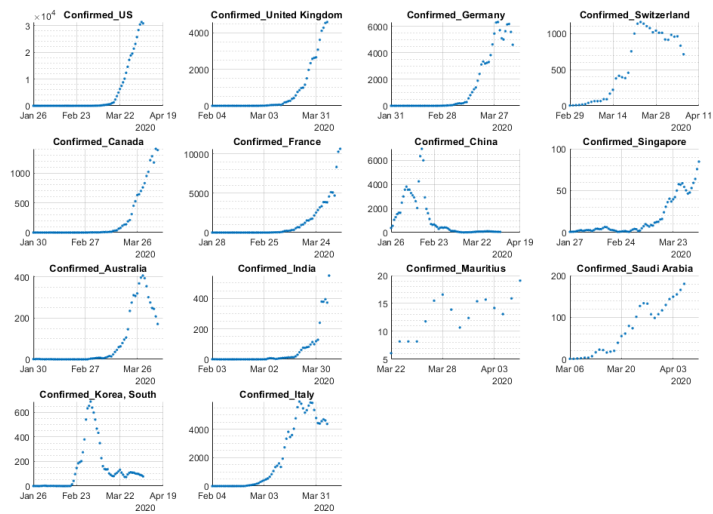 Confirmed_US
×10⁴
3
2
1
0
Jan 26 Feb 23 Mar 22 Apr 19
2020
Confirmed_United Kingdom
4000
2000
0
Feb 04 Mar 03 Mar 31
2020
Confirmed_Germany
6000
4000
2000
0
Jan 31 Feb 28 Mar 27
2020
Confirmed_Switzerland
1000
500
0
Feb 29 Mar 14 Mar 28 Apr 11
2020
Confirmed_Canada
1000
500
0
Jan 30 Feb 27 Mar 26
2020
Confirmed_France
10000
5000
0
Jan 28 Feb 25 Mar 24
2020
Confirmed_China
6000
4000
2000
0
Jan 26 Feb 23 Mar 22 Apr 19
2020
Confirmed_Singapore
100
50
0
Jan 27 Feb 24 Mar 23
2020
Confirmed_Australia
400
200
0
Jan 30 Feb 27 Mar 26
2020
Confirmed_India
400
200
0
Feb 03 Mar 02 Mar 30
2020
Confirmed_Mauritius
20
15
10
5
Mar 22 Mar 28 Apr 03
2020
Confirmed_Saudi Arabia
200
100
0
Mar 06 Mar 20 Apr 03
2020
Confirmed_Korea, South
600
400
200
0
Jan 26 Feb 23 Mar 22 Apr 19
2020
Confirmed_Italy
4000
2000
0
Feb 04 Mar 03 Mar 31
2020